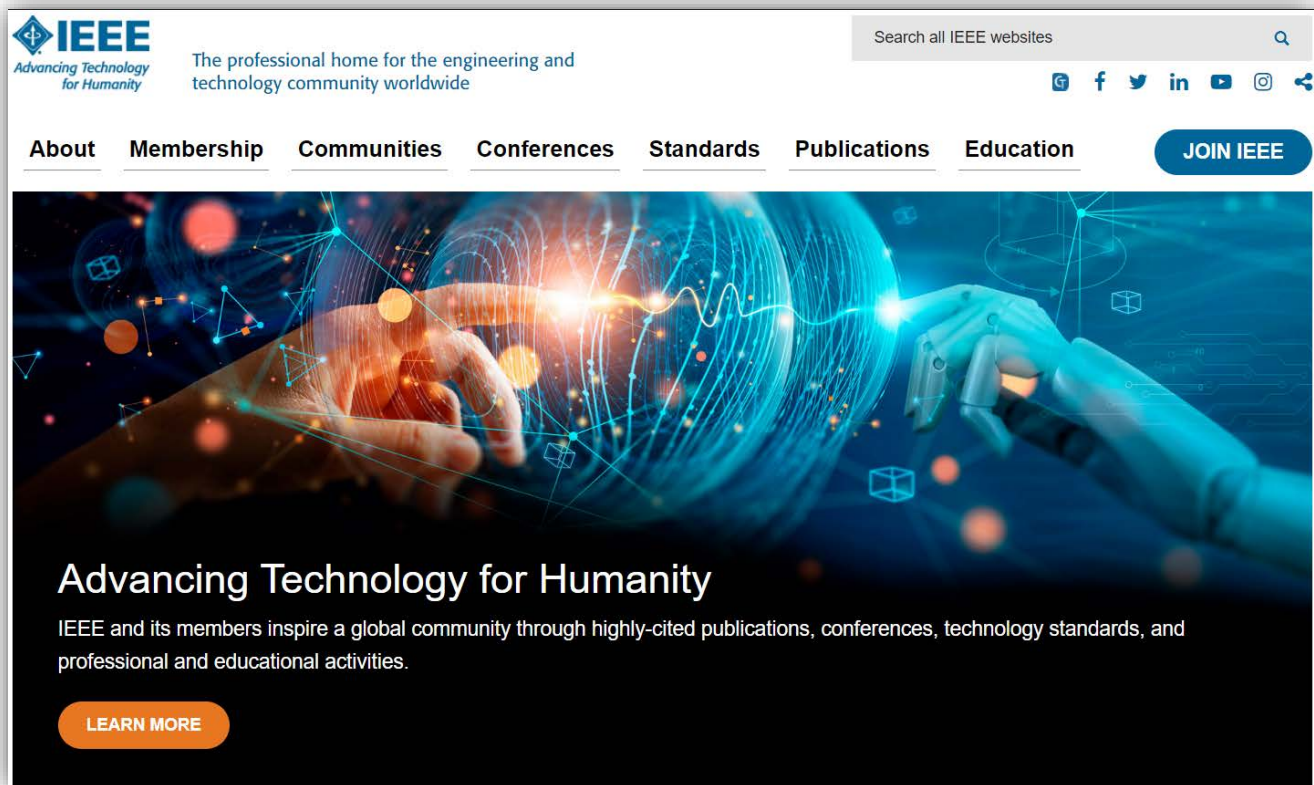 IEEE
Advancing Technology
for Humanity
The professional home for the engineering and
technology community worldwide
Search all IEEE websites
About Membership Communities Conferences Standards Publications Education JOIN IEEE
Advancing Technology for Humanity
IEEE and its members inspire a global community through highly-cited publications, conferences, technology standards, and
professional and educational activities.
LEARN MORE